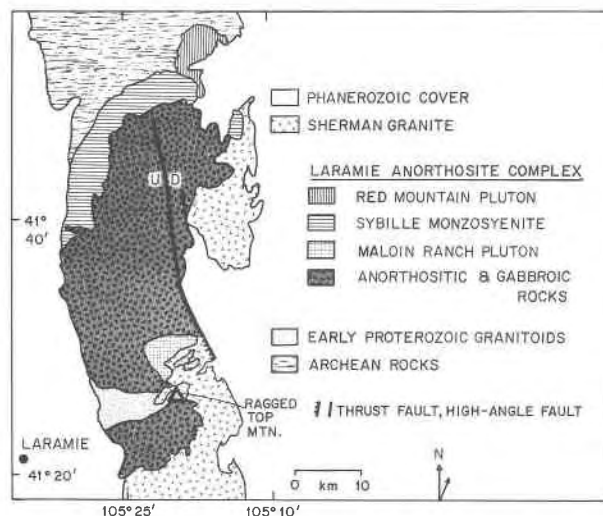 PHANEROZOIC COVER
SHERMAN GRANITE
LARAMIE ANORTHOSITE COMPLEX
RED MOUNTAIN PLUTON
SYBILLE MONZOSYENITE
MALOIN RANCH PLUTON
ANORTHOSITIC & GABBROIC
ROCKS
EARLY PROTEROZOIC GRANITOIDS
ARCHEAN ROCKS
THRUST FAULT, HIGH-ANGLE FAULT
U D
41°
40'
RAGGED
TOP
MTN.
LARAMIE
41° 20'
0 km 10
N
105° 25' 105° 10'